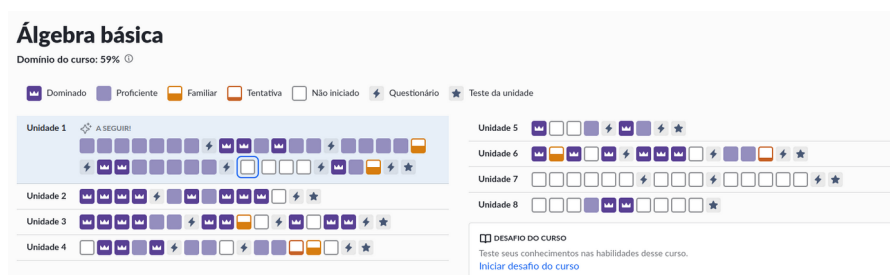 Álgebra básica
Domínio do curso: 59%
Dominado Proficiente Familiar Tentativa Não iniciado Questionário Teste da unidade
Unidade 1 A SEGUIR!
Unidade 2
Unidade 3
Unidade 4
Unidade 5
Unidade 6
Unidade 7
Unidade 8
DESAFIO DO CURSO
Teste seus conhecimentos nas habilidades desse curso.
Iniciar desafio do curso